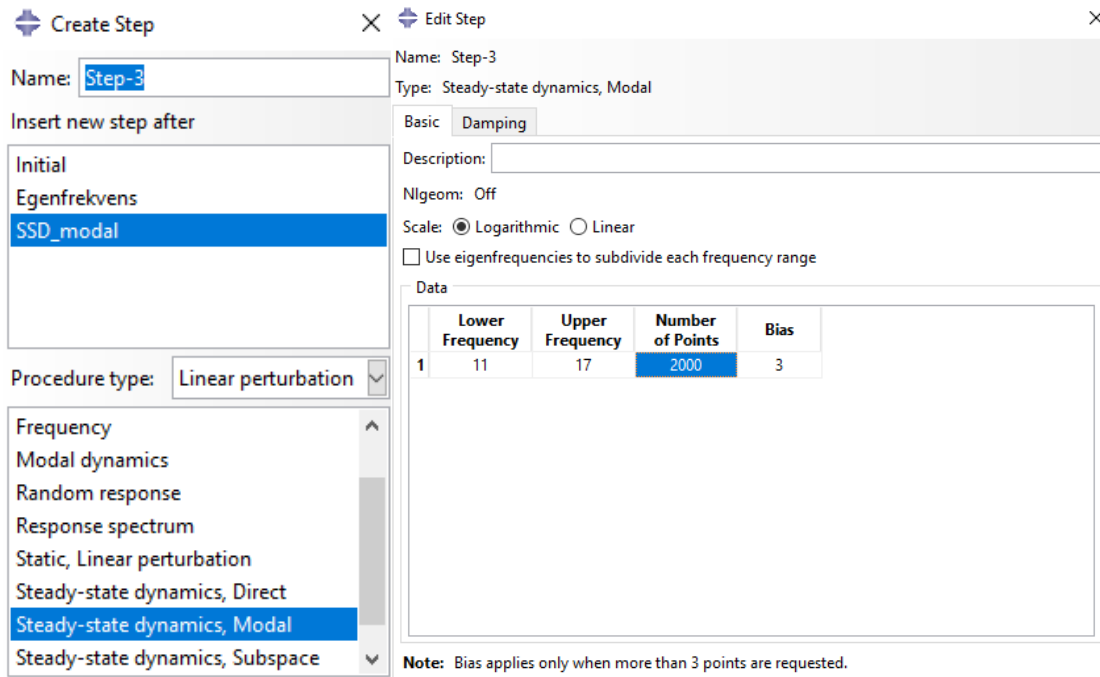 Create Step
Name: Step-3
Insert new step after
Initial
Egenfrekvens
SSD_modal
Procedure type: Linear perturbation
Frequency
Modal dynamics
Random response
Response spectrum
Static, Linear perturbation
Steady-state dynamics, Direct
Steady-state dynamics, Modal
Steady-state dynamics, Subspace
Edit Step
Name: Step-3
Type: Steady-state dynamics, Modal
Basic Damping
Description:
Nlgeom: Off
Scale: Logarithmic Linear
Use eigenfrequencies to subdivide each frequency range
Data
Lower Frequency Upper Frequency Number of Points Bias
1 11 17 2000 3
Note: Bias applies only when more than 3 points are requested.